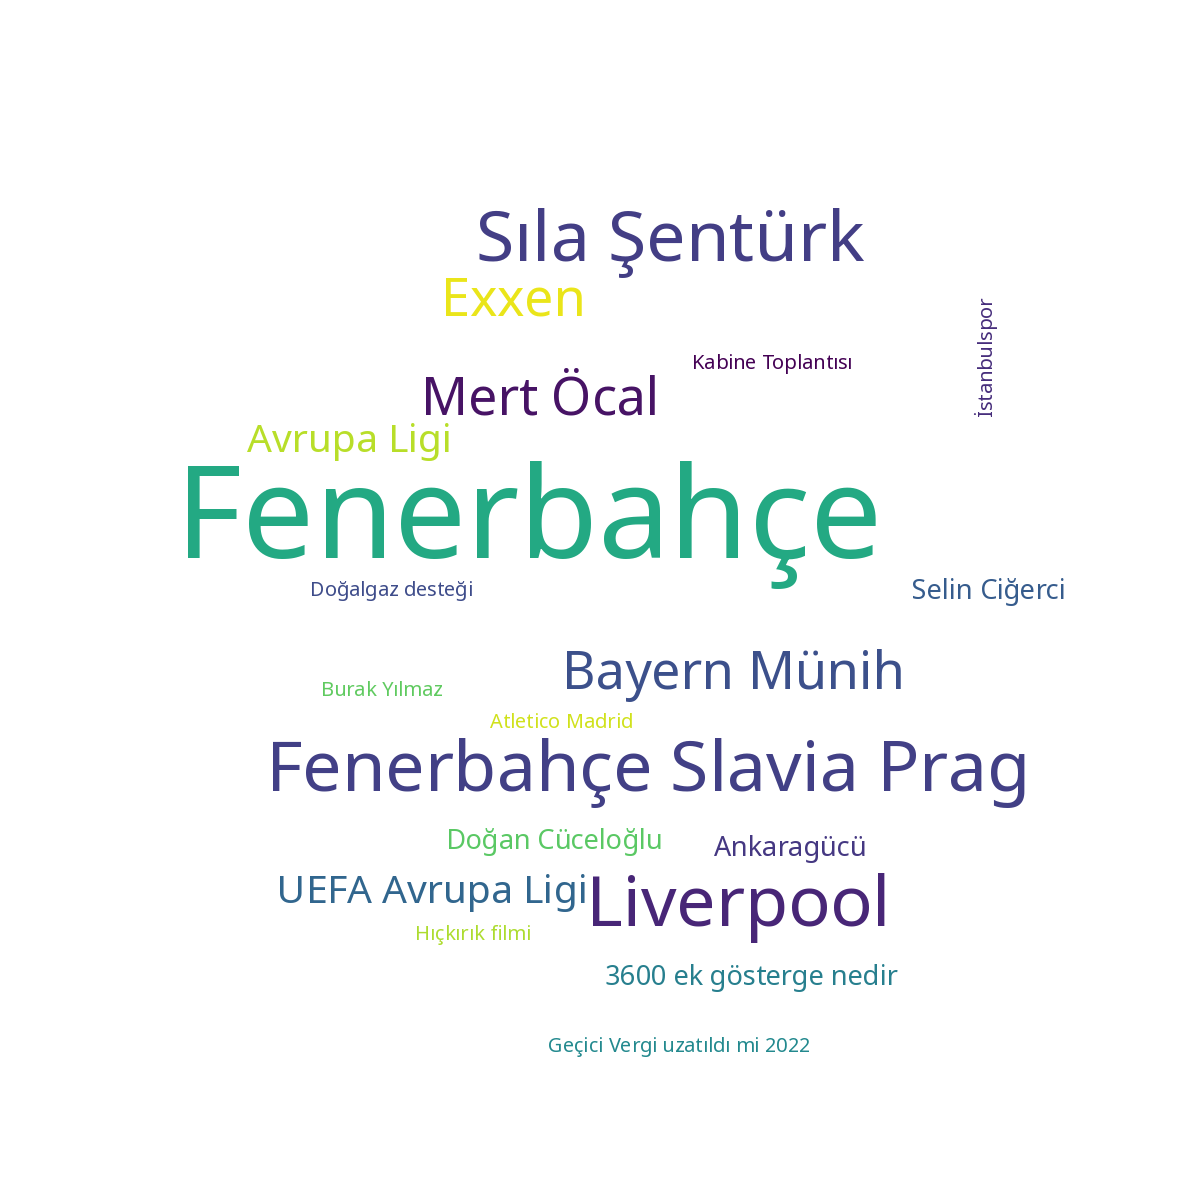 Sıla Şentürk
Exxen
Kabine Toplantısı
İstanbulspor
Mert Öcal
Avrupa Ligi
Fenerbahçe
Doğalgaz desteği
Selin Ciğerci
Bayern Münih
Burak Yılmaz
Atletico Madrid
Fenerbahçe Slavia Prag
Doğan Cüceloğlu
Ankaragücü
UEFA Avrupa Ligi
Liverpool
Hıçkırık filmi
3600 ek gösterge nedir
Geçici Vergi uzatıldı mi 2022